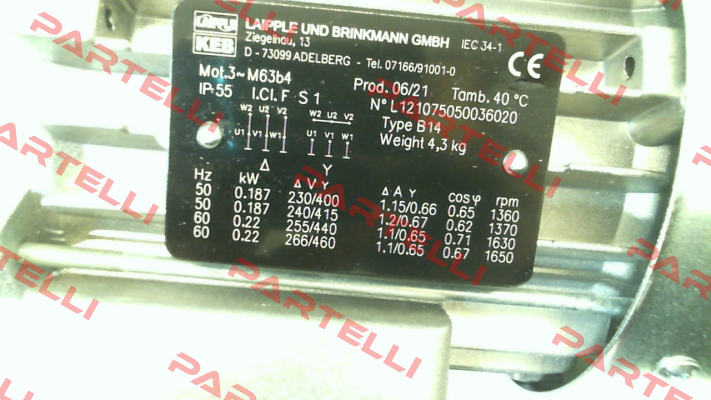 LAIPPLE KEB
LAIPPLE UND BRINKMANN GMBH IEC 34-1
Ziegelhau, 13
D - 73099 ADELBERG - Tel. 07166/91001-0
CE
Mot.3~ M63b4 Prod. 06/21 Tamb. 40 °C
IP-55 I.Cl. F S 1 N° L121075050036020
Type B14
Weight 4,3 kg
W2 U2 V2 W2 U2 V2
U1 V1 W1 U1 V1 W1
Δ Y
Hz kW Δ V Y Δ A Y cos φ rpm
50 0.187 230/400 1.15/0.66 0.65 1360
50 0.187 240/415 1.2/0.67 0.62 1370
60 0.22 255/440 1.1/0.65 0.71 1630
60 0.22 266/460 1.1/0.65 0.67 1650
PARTELLI
PARTELLI
PARTELLI
PARTELLI
PARTELLI